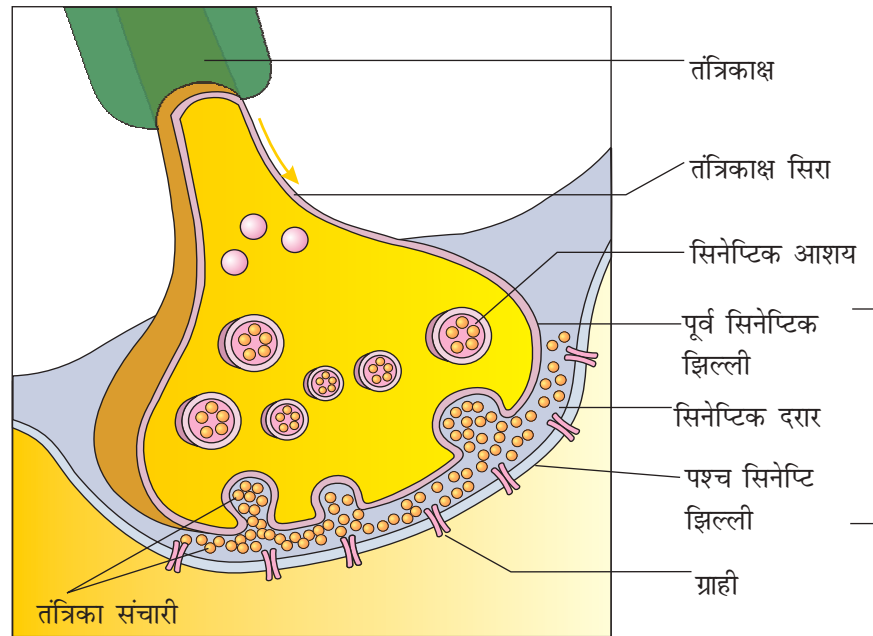 तंत्रिकाक्ष
तंत्रिकाक्ष सिरा
सिनेप्टिक आशय
पूर्व सिनेप्टिक
झिल्ली
सिनेप्टिक दरार
पश्च सिनेप्टि
झिल्ली
ग्राही
तंत्रिका संचारी